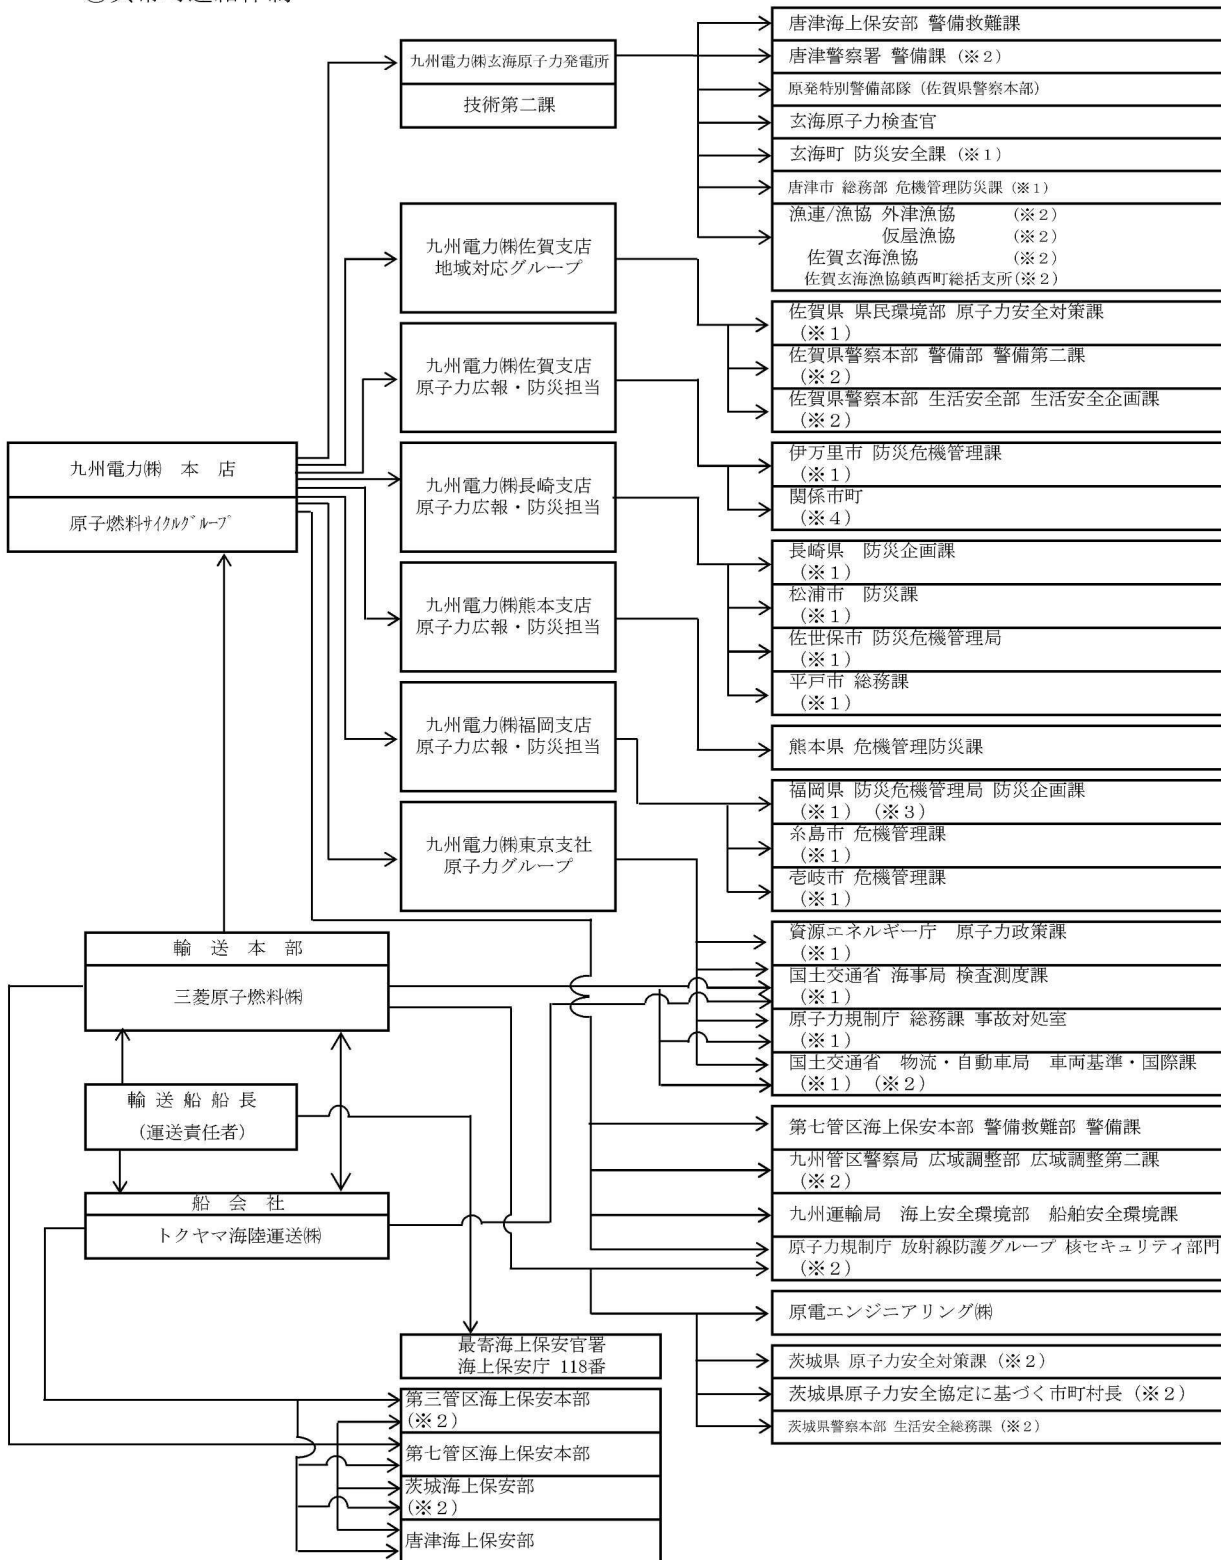 九州電力㈱玄海原子力発電所
技術第二課
唐津海上保安部 警備救難課
唐津警察署 警備課 (※2)
原発特別警備部隊 (佐賀県警察本部)
玄海原子力検査官
玄海町 防災安全課 (※1)
唐津市 総務部 危機管理防災課 (※1)
漁連/漁協 外津漁協 (※2)
仮屋漁協 (※2)
佐賀玄海漁協 (※2)
佐賀玄海漁協鎮西町総括支所(※2)
九州電力㈱佐賀支店
地域対応グループ
佐賀県 県民環境部 原子力安全対策課
(※1)
佐賀県警察本部 警備部 警備第二課
(※2)
佐賀県警察本部 生活安全部 生活安全企画課
(※2)
九州電力㈱佐賀支店
原子力広報・防災担当
伊万里市 防災危機管理課
(※1)
関係市町
(※4)
九州電力㈱ 本 店
原子燃料ｻｲｸﾙｸﾞﾙｰﾌﾟ
九州電力㈱長崎支店
原子力広報・防災担当
長崎県 防災企画課
(※1)
松浦市 防災課
(※1)
佐世保市 防災危機管理局
(※1)
平戸市 総務課
(※1)
九州電力㈱熊本支店
原子力広報・防災担当
熊本県 危機管理防災課
九州電力㈱福岡支店
原子力広報・防災担当
福岡県 防災危機管理局 防災企画課
(※1) (※3)
糸島市 危機管理課
(※1)
壱岐市 危機管理課
(※1)
九州電力㈱東京支社
原子力グループ
資源エネルギー庁 原子力政策課
(※1)
国土交通省 海事局 検査測度課
(※1)
原子力規制庁 総務課 事故対処室
(※1)
国土交通省 物流・自動車局 車両基準・国際課
(※1) (※2)
輸 送 本 部
三菱原子燃料㈱
輸 送 船 船 長
(運送責任者)
船 会 社
トクヤマ海陸運送㈱
第七管区海上保安本部 警備救難部 警備課
九州管区警察局 広域調整部 広域調整第二課
(※2)
九州運輸局 海上安全環境部 船舶安全環境課
原子力規制庁 放射線防護グループ 核セキュリティ部門
(※2)
原電エンジニアリング㈱
茨城県 原子力安全対策課 (※2)
茨城県原子力安全協定に基づく市町村長 (※2)
茨城県警察本部 生活安全総務課 (※2)
最寄海上保安官署
海上保安庁 118番
第三管区海上保安本部
(※2)
第七管区海上保安本部
茨城海上保安部
(※2)
唐津海上保安部